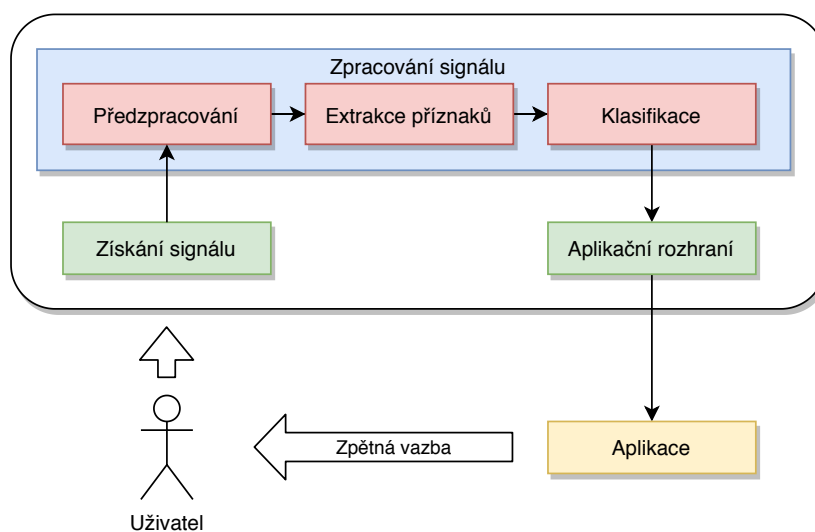 Zpracování signálu
Předzpracování
Extrakce příznaků
Klasifikace
Získání signálu
Aplikační rozhraní
Zpětná vazba
Aplikace
Uživatel